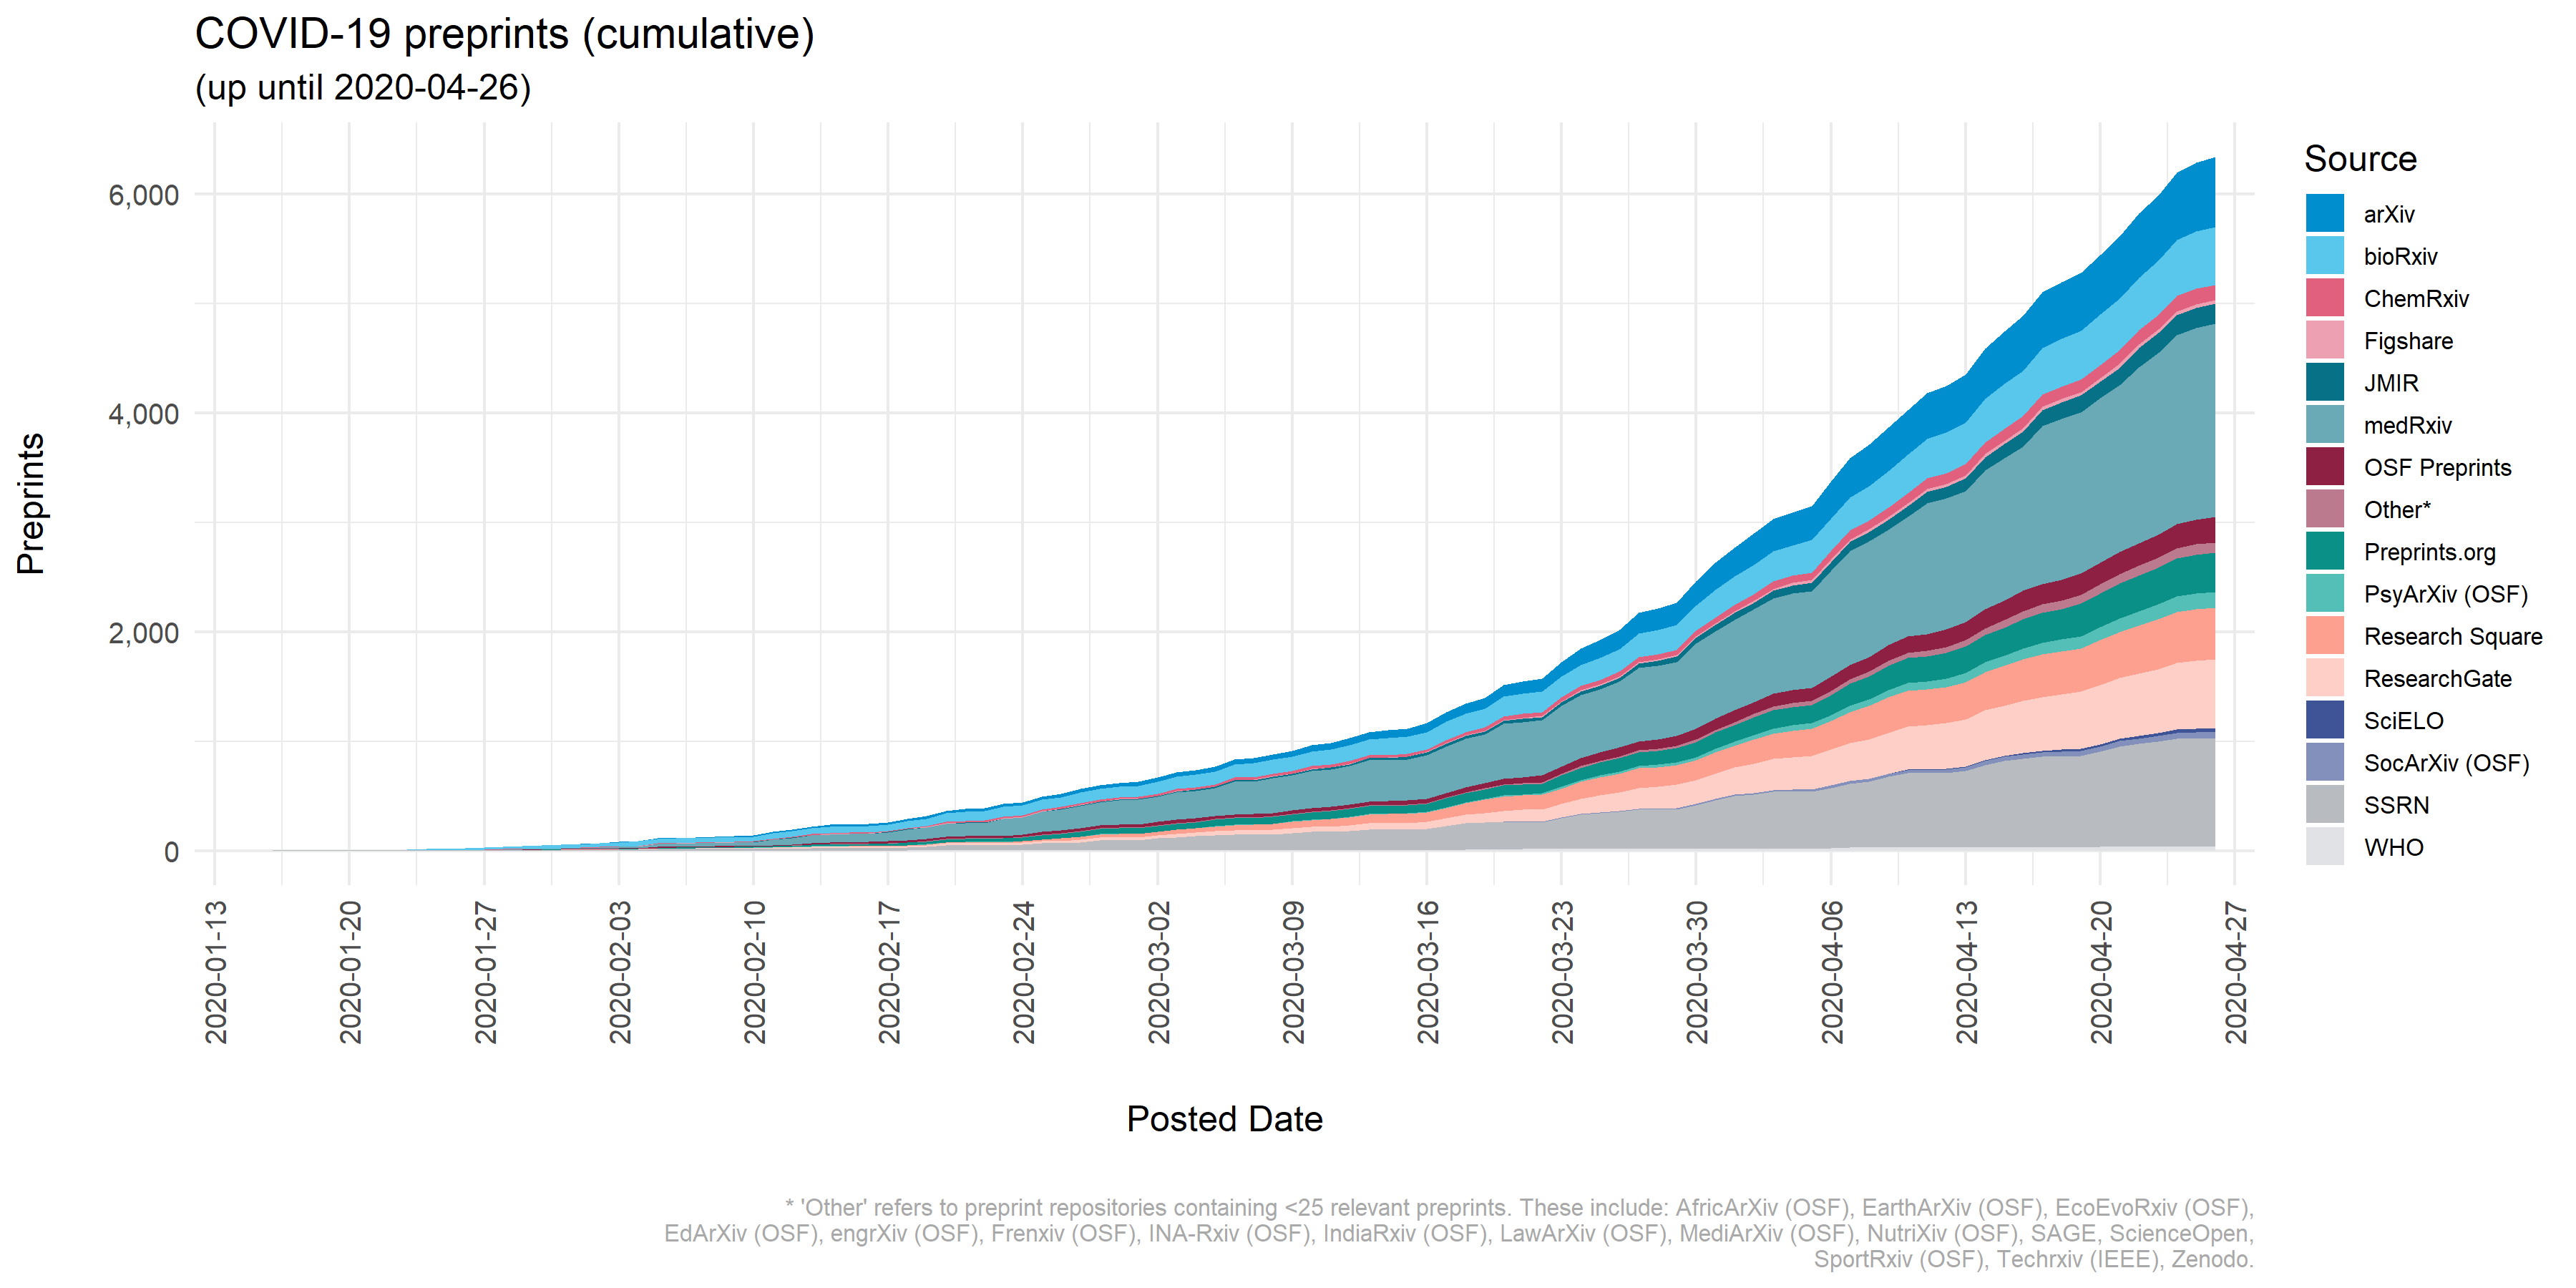 COVID-19 preprints (cumulative)
(up until 2020-04-26)
Preprints
6,000
4,000
2,000
0
2020-01-13
2020-01-20
2020-01-27
2020-02-03
2020-02-10
2020-02-17
2020-02-24
2020-03-02
2020-03-09
2020-03-16
2020-03-23
2020-03-30
2020-04-06
2020-04-13
2020-04-20
2020-04-27
Posted Date
Source
arXiv
bioRxiv
ChemRxiv
Figshare
JMIR
medRxiv
OSF Preprints
Other*
Preprints.org
PsyArXiv (OSF)
Research Square
ResearchGate
SciELO
SocArXiv (OSF)
SSRN
WHO
* 'Other' refers to preprint repositories containing <25 relevant preprints. These include: AfricArXiv (OSF), EarthArXiv (OSF), EcoEvoRxiv (OSF),
EdArXiv (OSF), engrXiv (OSF), Frenxiv (OSF), INA-Rxiv (OSF), IndiaRxiv (OSF), LawArXiv (OSF), MediArXiv (OSF), NutriXiv (OSF), SAGE, ScienceOpen,
SportRxiv (OSF), Techrxiv (IEEE), Zenodo.